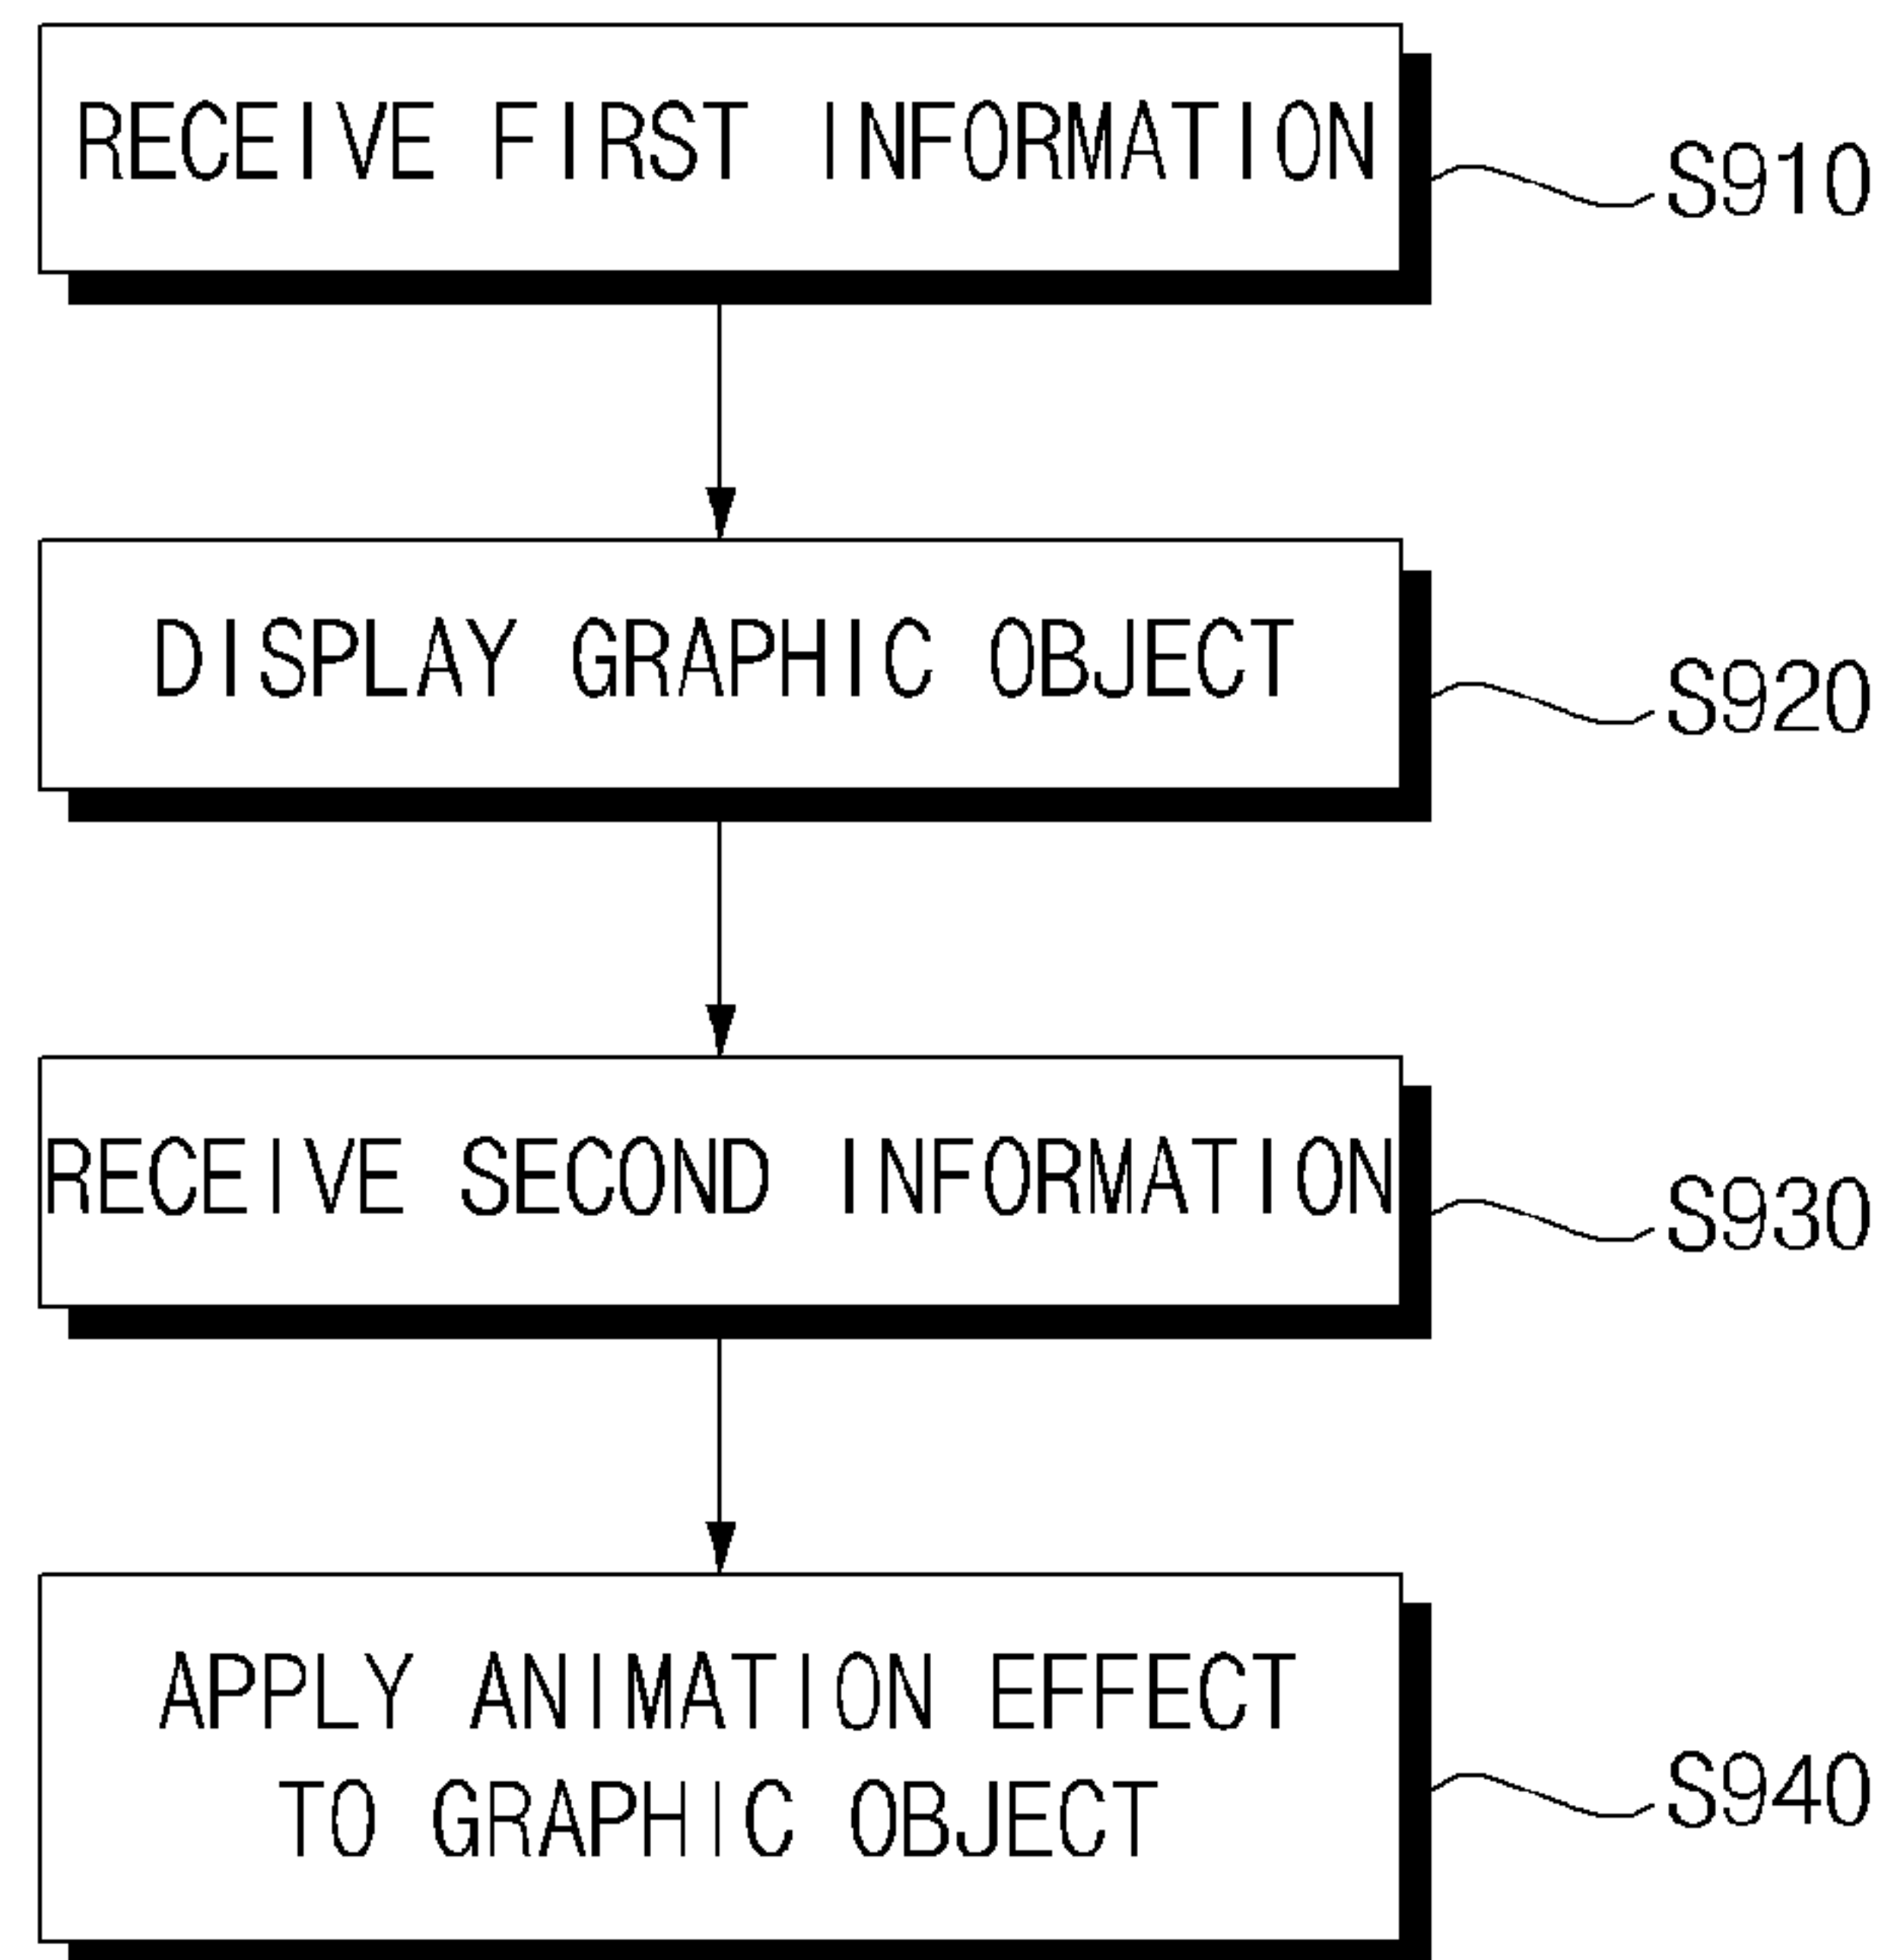 RECEIVE FIRST INFORMATION
S910
DISPLAY GRAPHIC OBJECT
S920
RECEIVE SECOND INFORMATION
S930
APPLY ANIMATION EFFECT
TO GRAPHIC OBJECT
S940